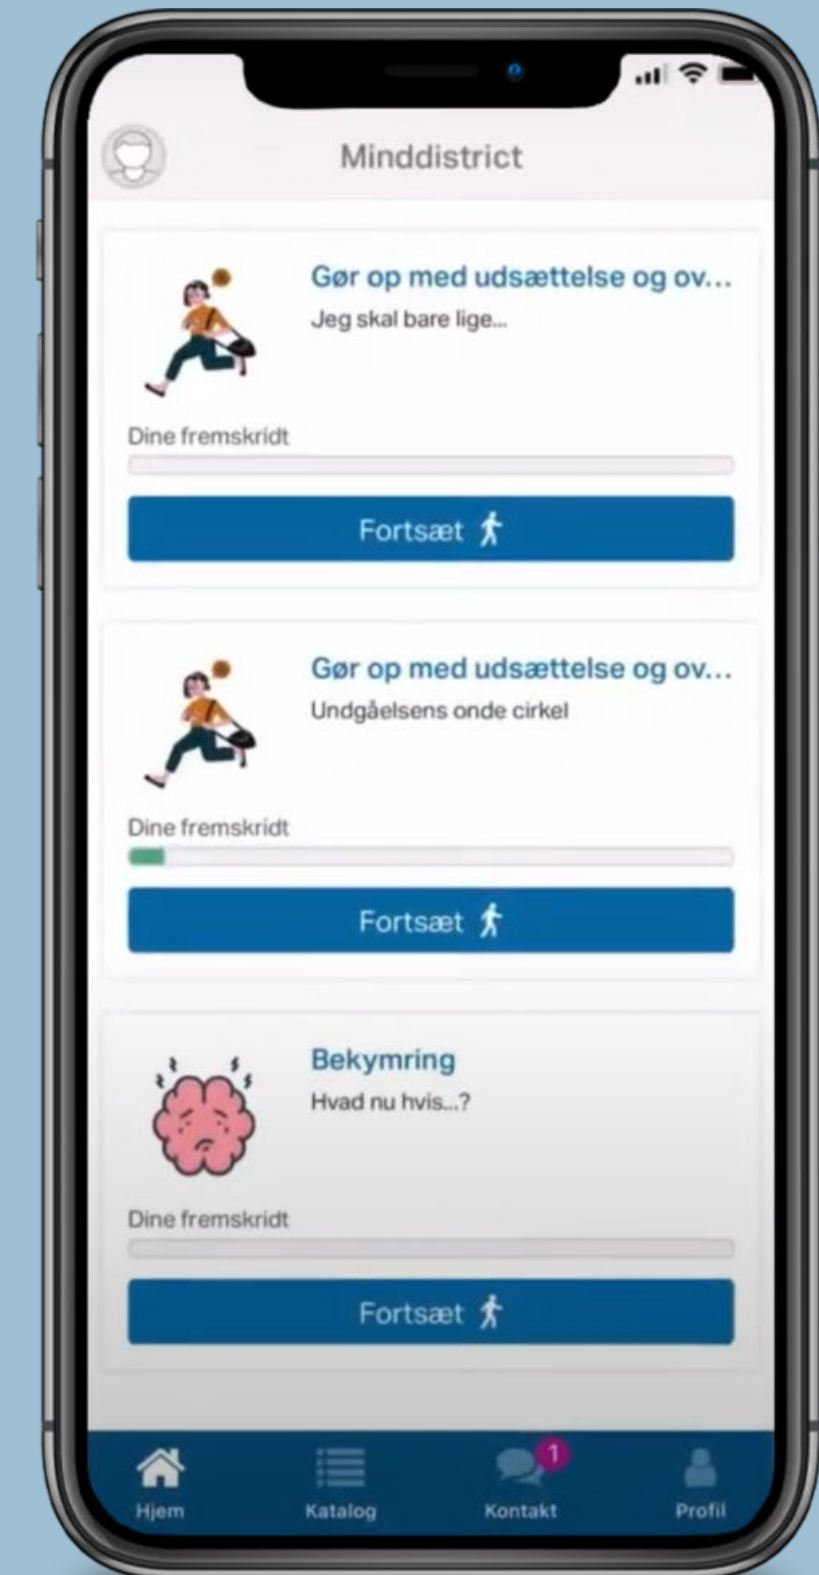 Minddistrict
Gør op med udsættelse og ov...
Jeg skal bare lige...
Dine fremskridt
Fortsæt
Gør op med udsættelse og ov...
Undgåelsens onde cirkel
Dine fremskridt
Fortsæt
Bekymring
Hvad nu hvis...?
Dine fremskridt
Fortsæt
1
Hjem
Katalog
Kontakt
Profil